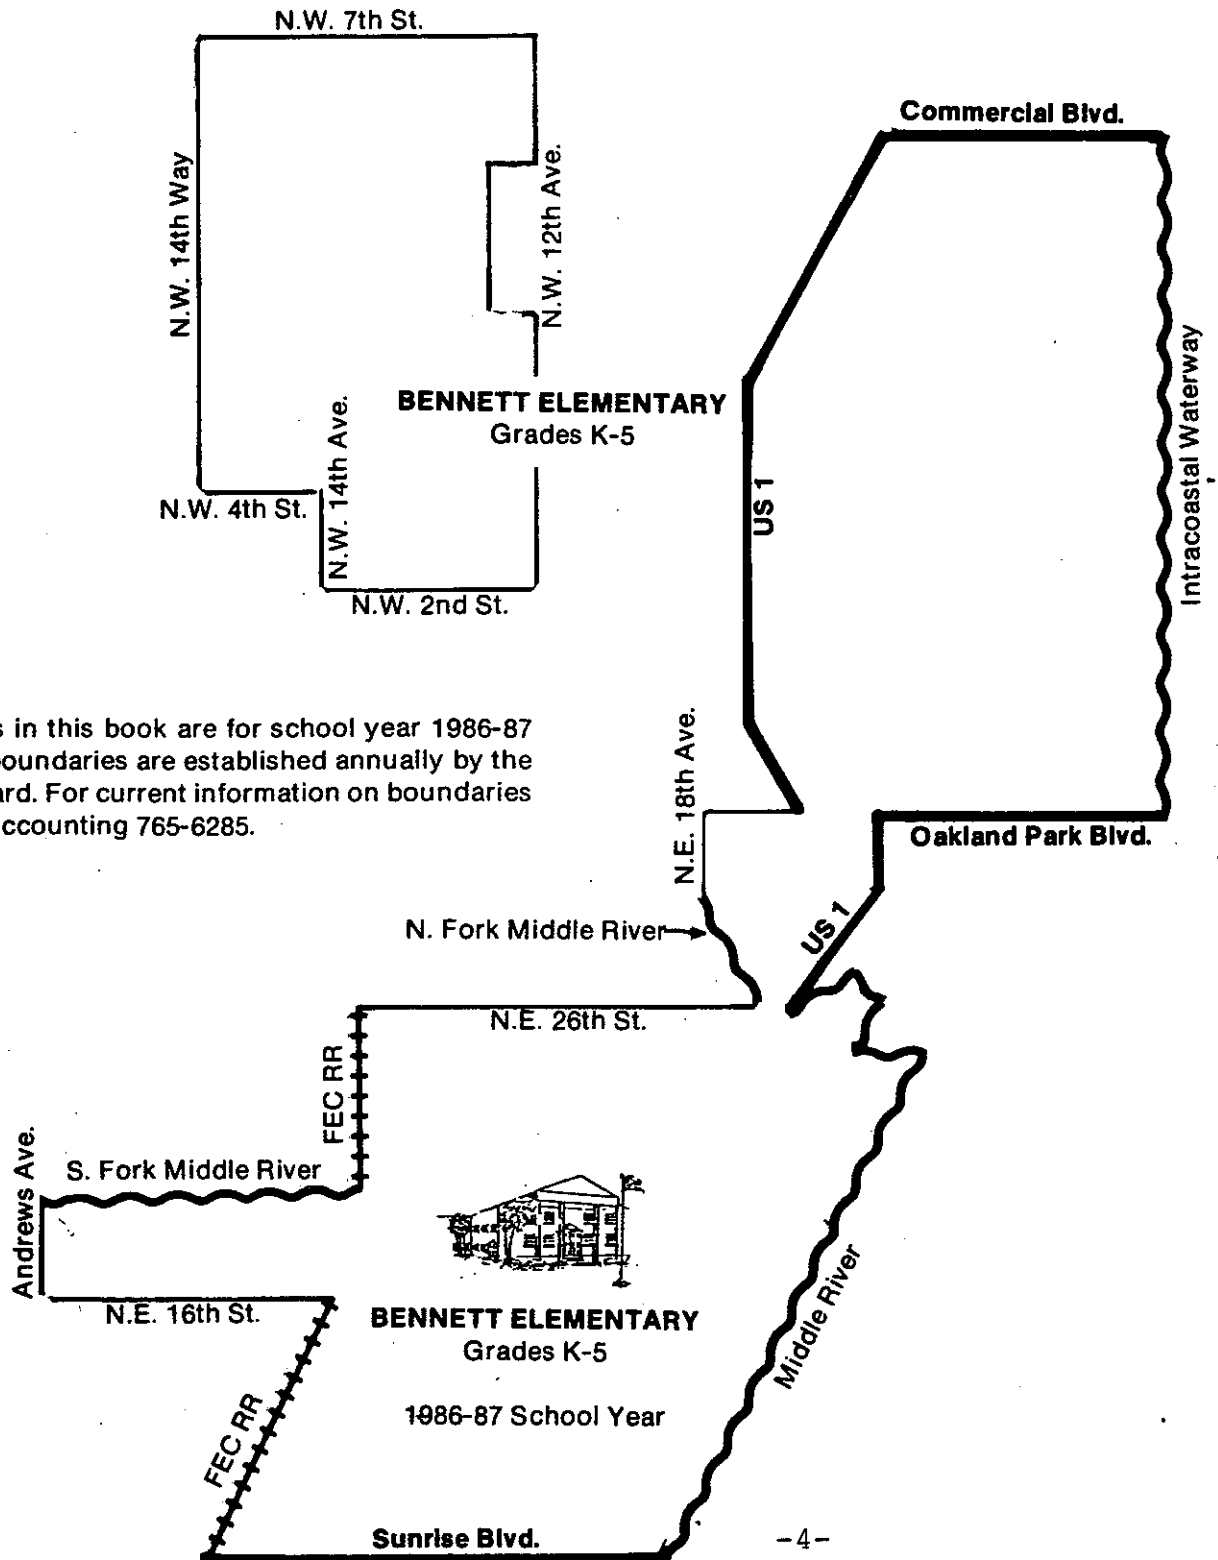 N.W. 7th St.
Commercial Blvd.
N.W. 14th Way
N.W. 12th Ave.
Intracoastal Waterway
BENNETT ELEMENTARY
Grades K-5
N.W. 14th Ave.
US 1
N.W. 4th St.
N.W. 2nd St.
s in this book are for school year 1986-87
oundaries are established annually by the
ard. For current information on boundaries
ccounting 765-6285.
N.E. 18th Ave.
Oakland Park Blvd.
US 1
N. Fork Middle River
N.E. 26th St.
FEC RR
Andrews Ave.
S. Fork Middle River
N.E. 16th St.
BENNETT ELEMENTARY
Grades K-5
Middle River
1986-87 School Year
FEC RR
Sunrise Blvd.
-4-